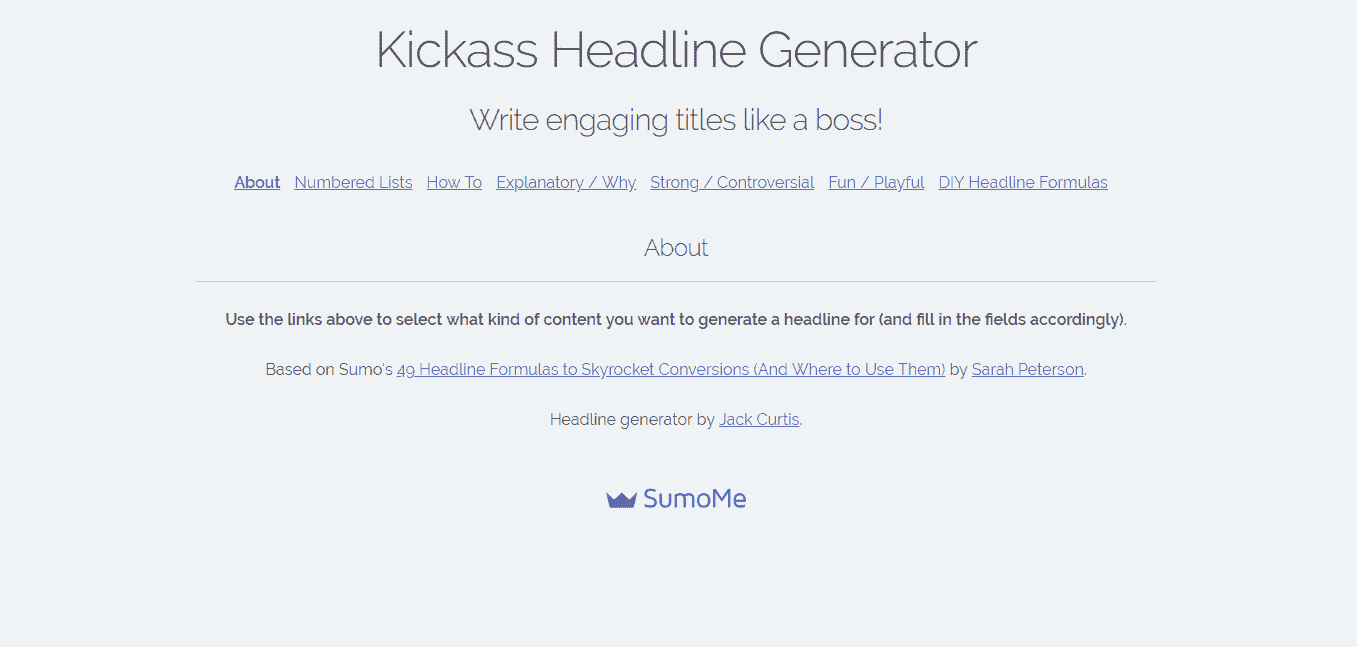 Kickass Headline Generator
Write engaging titles like a boss!
About Numbered Lists How To Explanatory / Why Strong / Controversial Fun / Playful DIY Headline Formulas
About
Use the links above to select what kind of content you want to generate a headline for (and fill in the fields accordingly).
Based on Sumo's 49 Headline Formulas to Skyrocket Conversions (And Where to Use Them) by Sarah Peterson.
Headline generator by Jack Curtis.
SumoMe